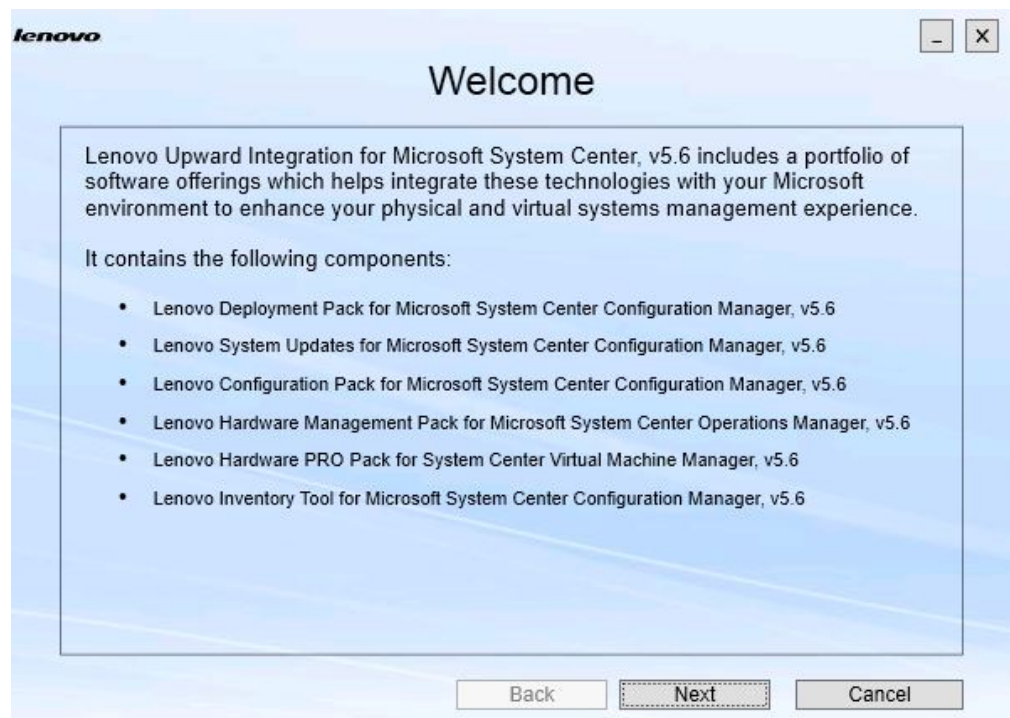 lenovo
Welcome
Lenovo Upward Integration for Microsoft System Center, v5.6 includes a portfolio of
software offerings which helps integrate these technologies with your Microsoft
environment to enhance your physical and virtual systems management experience.
It contains the following components:
• Lenovo Deployment Pack for Microsoft System Center Configuration Manager, v5.6
• Lenovo System Updates for Microsoft System Center Configuration Manager, v5.6
• Lenovo Configuration Pack for Microsoft System Center Configuration Manager, v5.6
• Lenovo Hardware Management Pack for Microsoft System Center Operations Manager, v5.6
• Lenovo Hardware PRO Pack for System Center Virtual Machine Manager, v5.6
• Lenovo Inventory Tool for Microsoft System Center Configuration Manager, v5.6
Back Next Cancel